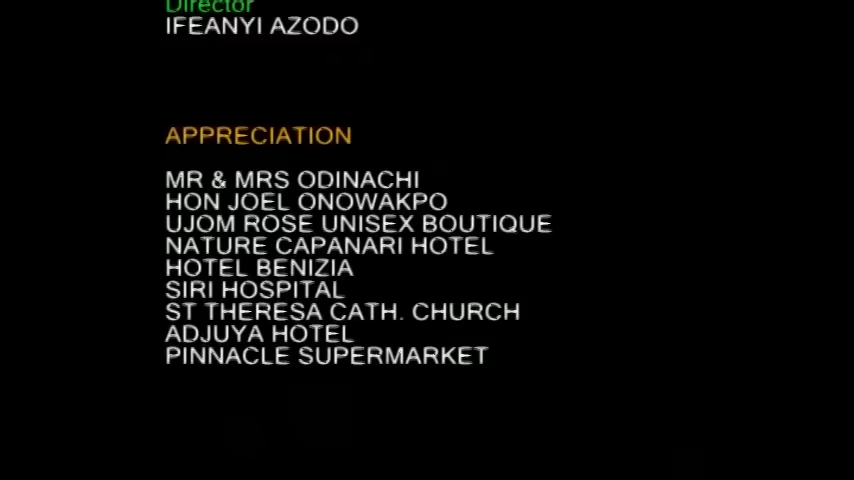 Director
IFEANYI AZODO
APPRECIATION
MR & MRS ODINACHI
HON JOEL ONOWAKPO
UJOM ROSE UNISEX BOUTIQUE
NATURE CAPANARI HOTEL
HOTEL BENIZIA
SIRI HOSPITAL
ST THERESA CATH. CHURCH
ADJUYA HOTEL
PINNACLE SUPERMARKET